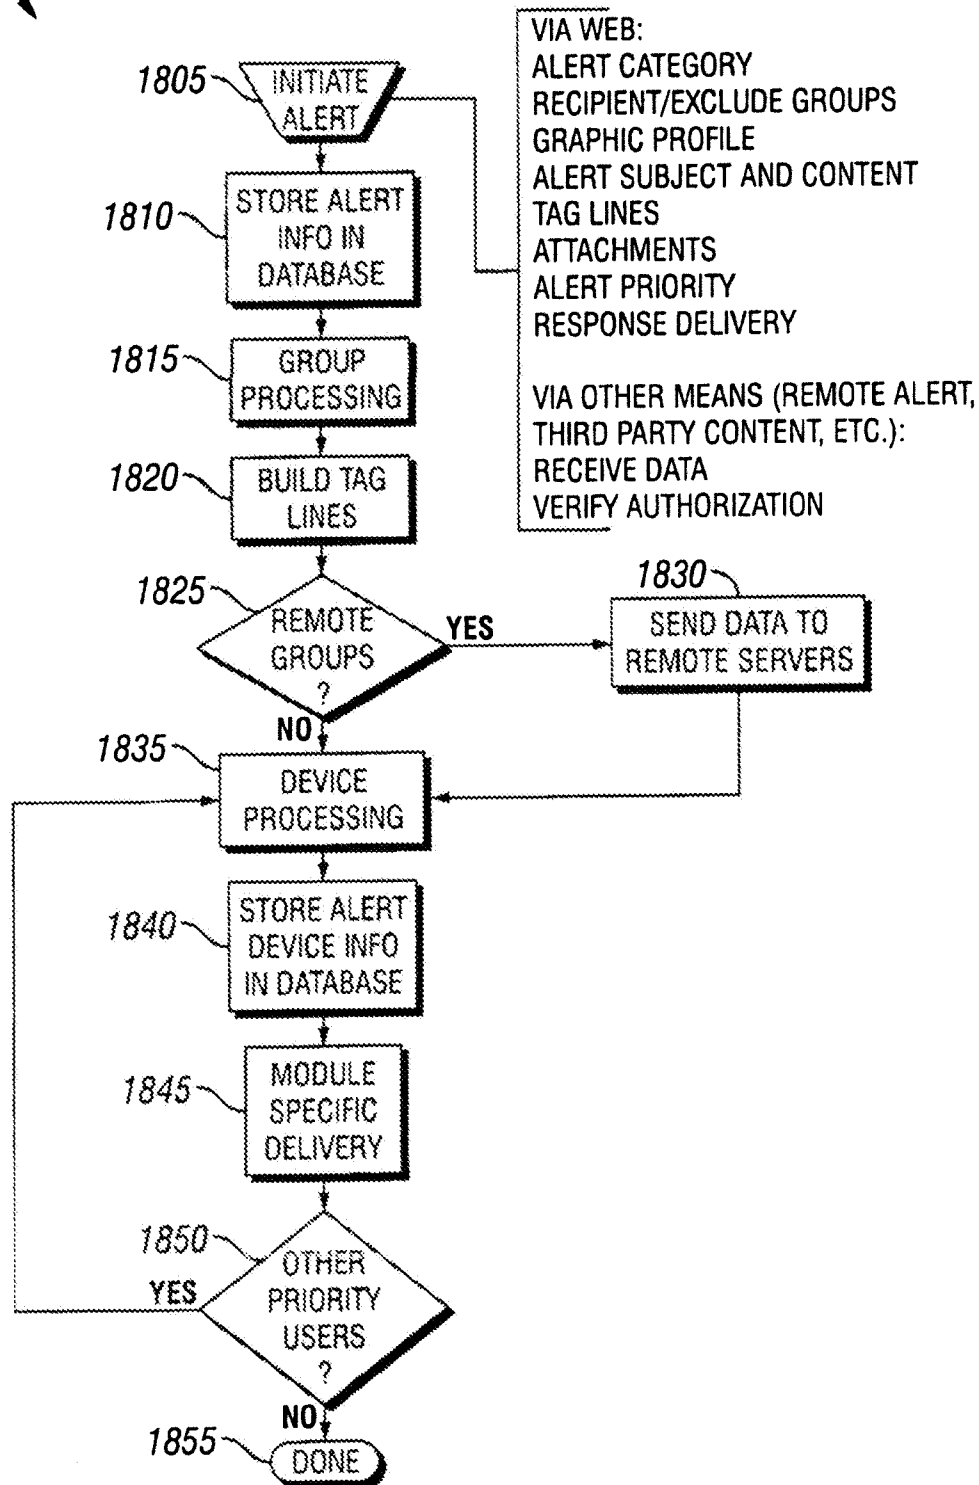 1805
INITIATE
ALERT
VIA WEB:
ALERT CATEGORY
RECIPIENT/EXCLUDE GROUPS
GRAPHIC PROFILE
ALERT SUBJECT AND CONTENT
TAG LINES
ATTACHMENTS
ALERT PRIORITY
RESPONSE DELIVERY
VIA OTHER MEANS (REMOTE ALERT,
THIRD PARTY CONTENT, ETC.):
RECEIVE DATA
VERIFY AUTHORIZATION
1810
STORE ALERT
INFO IN
DATABASE
1815
GROUP
PROCESSING
1820
BUILD TAG
LINES
1825
REMOTE
GROUPS
?
YES
NO
1830
SEND DATA TO
REMOTE SERVERS
1835
DEVICE
PROCESSING
1840
STORE ALERT
DEVICE INFO
IN DATABASE
1845
MODULE
SPECIFIC
DELIVERY
1850
OTHER
PRIORITY
USERS
?
YES
NO
1855
DONE